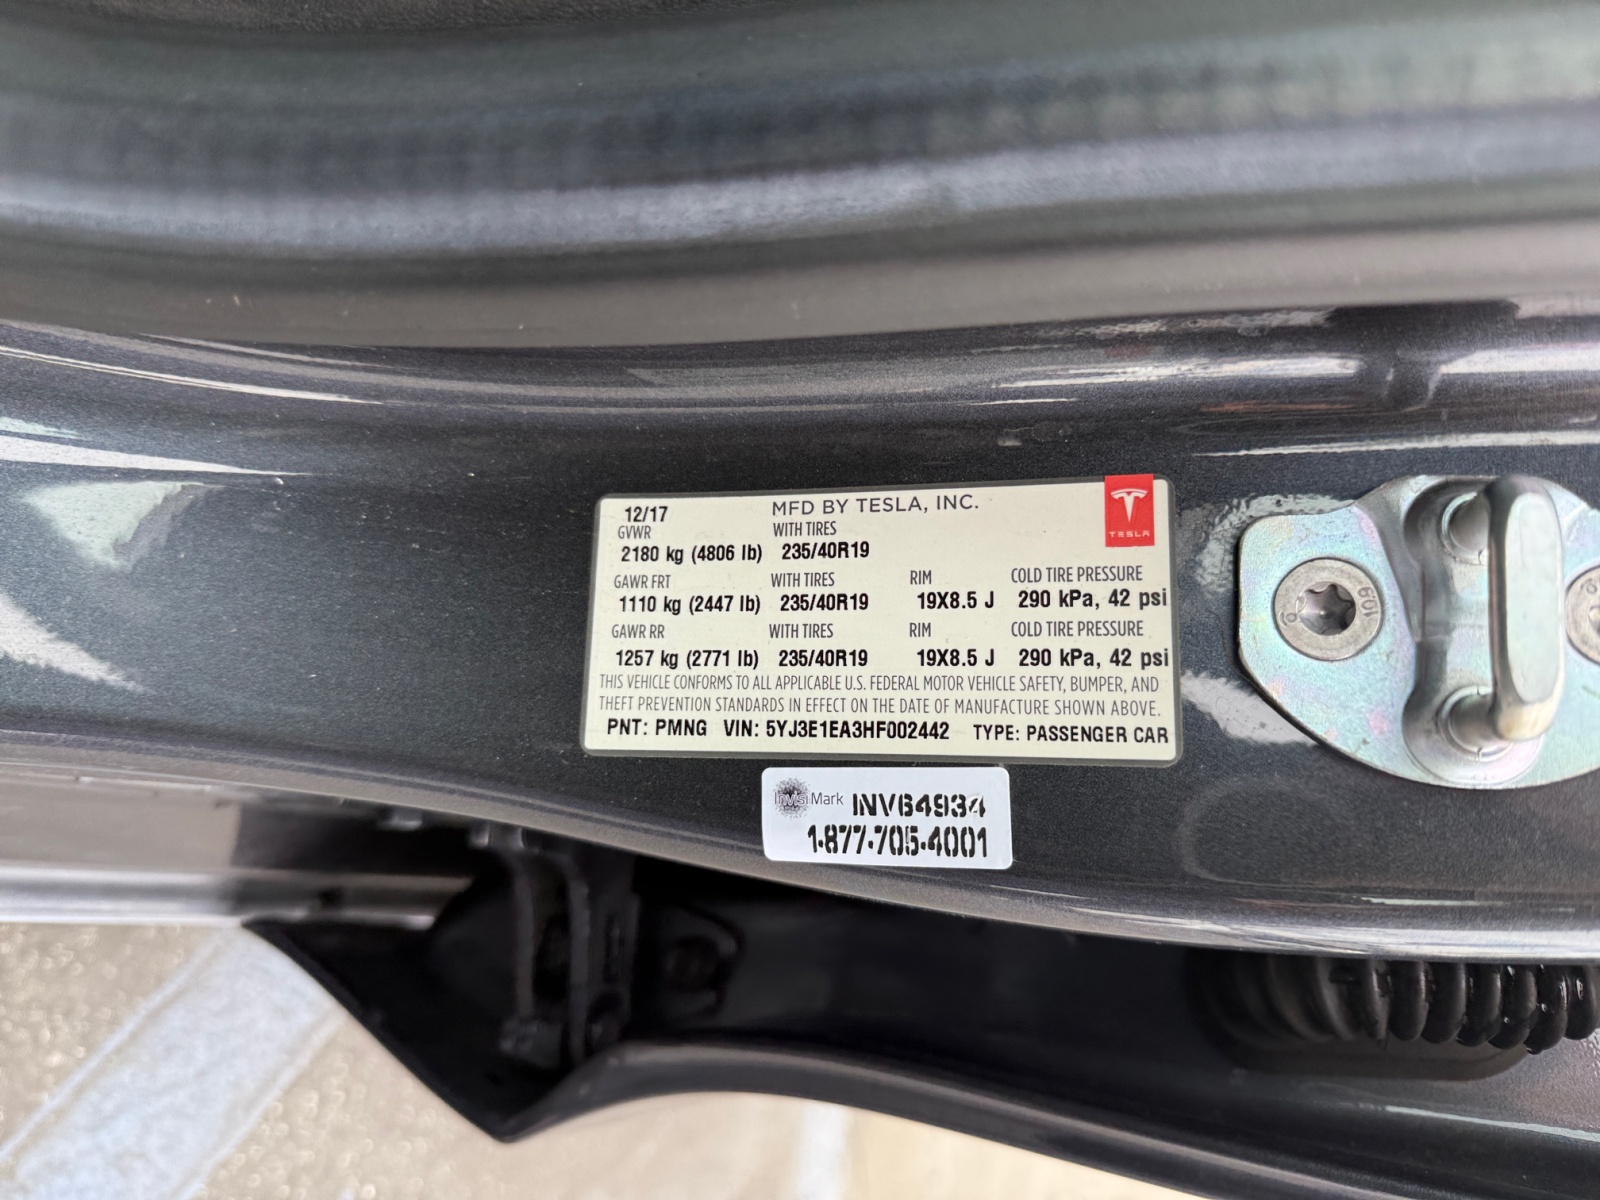 12/17 MFD BY TESLA, INC.
TESLA
GVWR WITH TIRES
2180 kg (4806 lb) 235/40R19
GAWR FRT WITH TIRES RIM COLD TIRE PRESSURE
1110 kg (2447 lb) 235/40R19 19X8.5 J 290 kPa, 42 psi
GAWR RR WITH TIRES RIM COLD TIRE PRESSURE
1257 kg (2771 lb) 235/40R19 19X8.5 J 290 kPa, 42 psi
THIS VEHICLE CONFORMS TO ALL APPLICABLE U.S. FEDERAL MOTOR VEHICLE SAFETY, BUMPER, AND
THEFT PREVENTION STANDARDS IN EFFECT ON THE DATE OF MANUFACTURE SHOWN ABOVE.
PNT: PMNG VIN: 5YJ3E1EA3HF002442 TYPE: PASSENGER CAR
InVisiMark INV64934
1-877-705-4001
10.9